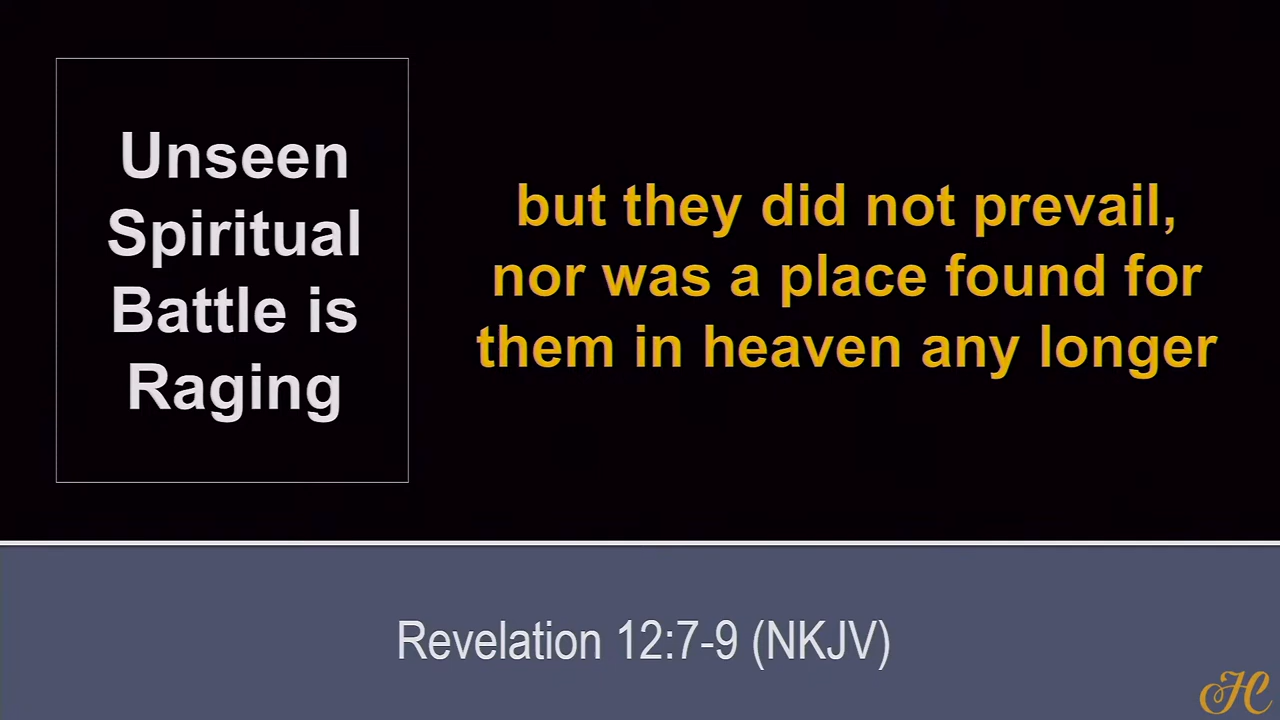 Unseen
Spiritual
Battle is
Raging
but they did not prevail,
nor was a place found for
them in heaven any longer
Revelation 12:7-9 (NKJV)
HC